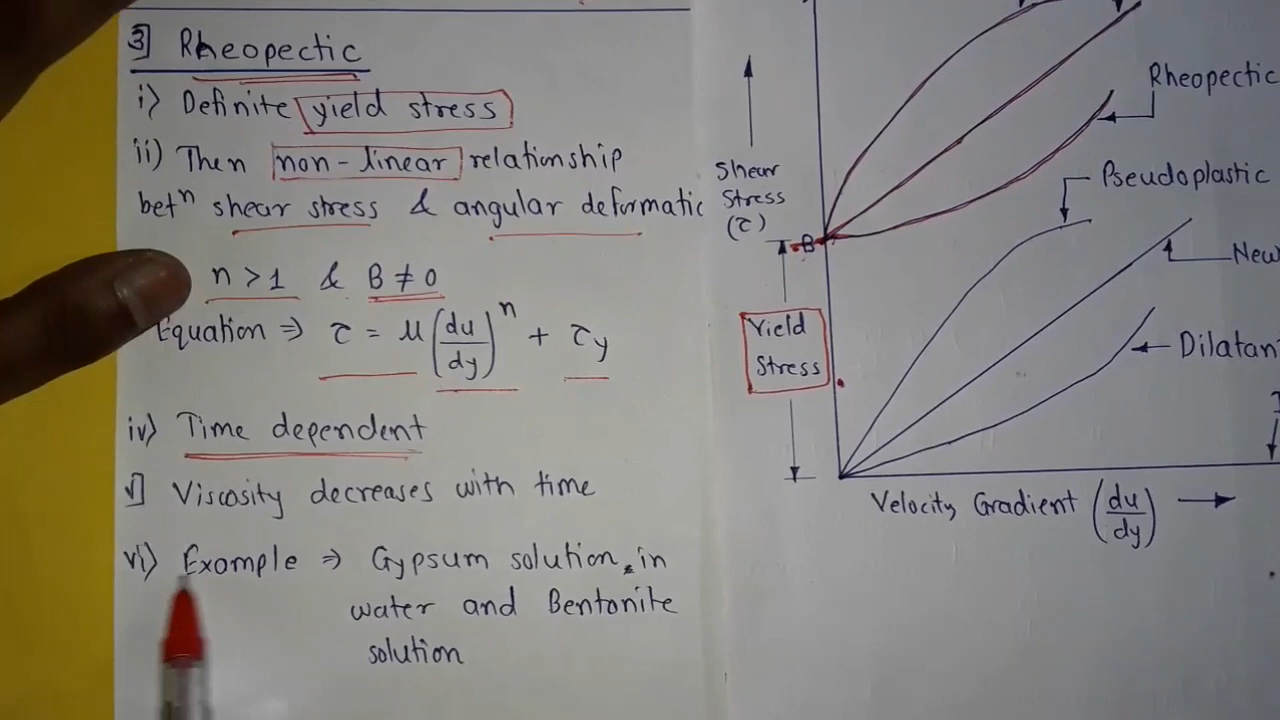 3] Rheopectic
i) Definite yield stress
ii) Then non-linear relationship
betⁿ shear stress & angular deformatic
n > 1 & B ≠ 0
Equation ⇒ τ = μ(du/dy)ⁿ + τy
iv) Time dependent
v] Viscosity decreases with time
vi) Example ⇒ Gypsum solution in
water and Bentonite
solution
Rheopectic
Shear
Stress
(τ)
Pseudoplastic
B
New
Yield
Stress
Dilatan
Velocity Gradient (du/dy) →